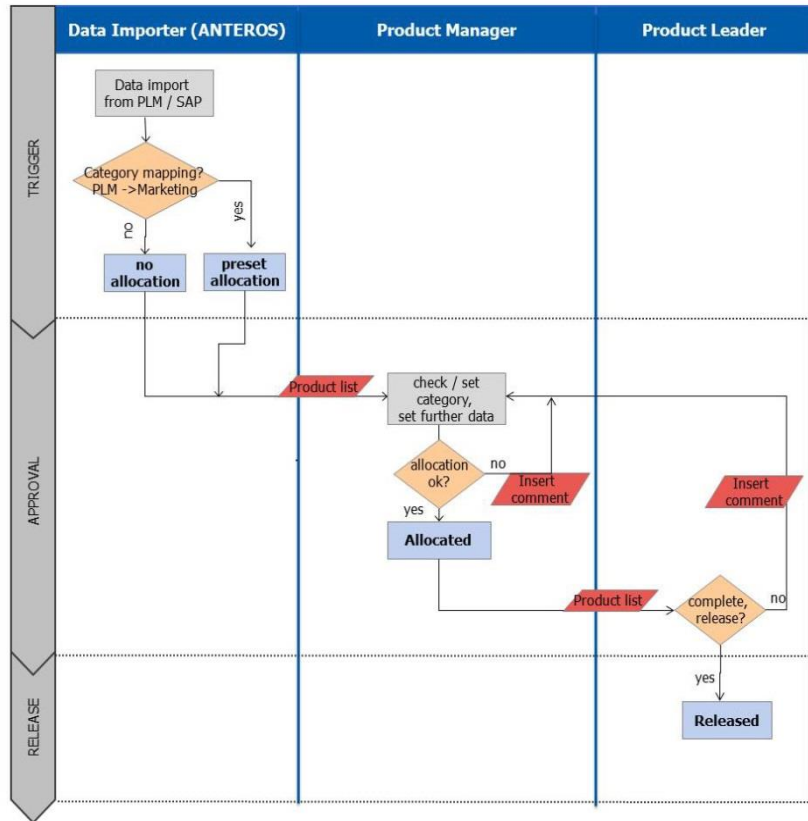 Data Importer (ANTEROS)
Product Manager
Product Leader
TRIGGER
Data import
from PLM / SAP
Category mapping?
PLM ->Marketing
no
yes
no
allocation
preset
allocation
APPROVAL
Product list
check / set
category,
set further data
allocation
ok?
no
Insert
comment
Insert
comment
yes
Allocated
Product list
complete,
release?
no
RELEASE
yes
Released